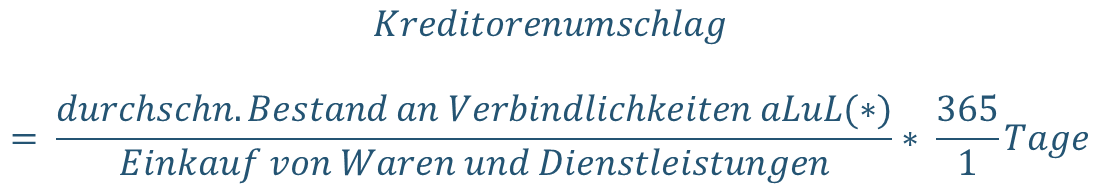 Kreditorenumschlag
= durchschn. Bestand an Verbindlichkeiten aLuL(*) / Einkauf von Waren und Dienstleistungen * 365/1 Tage